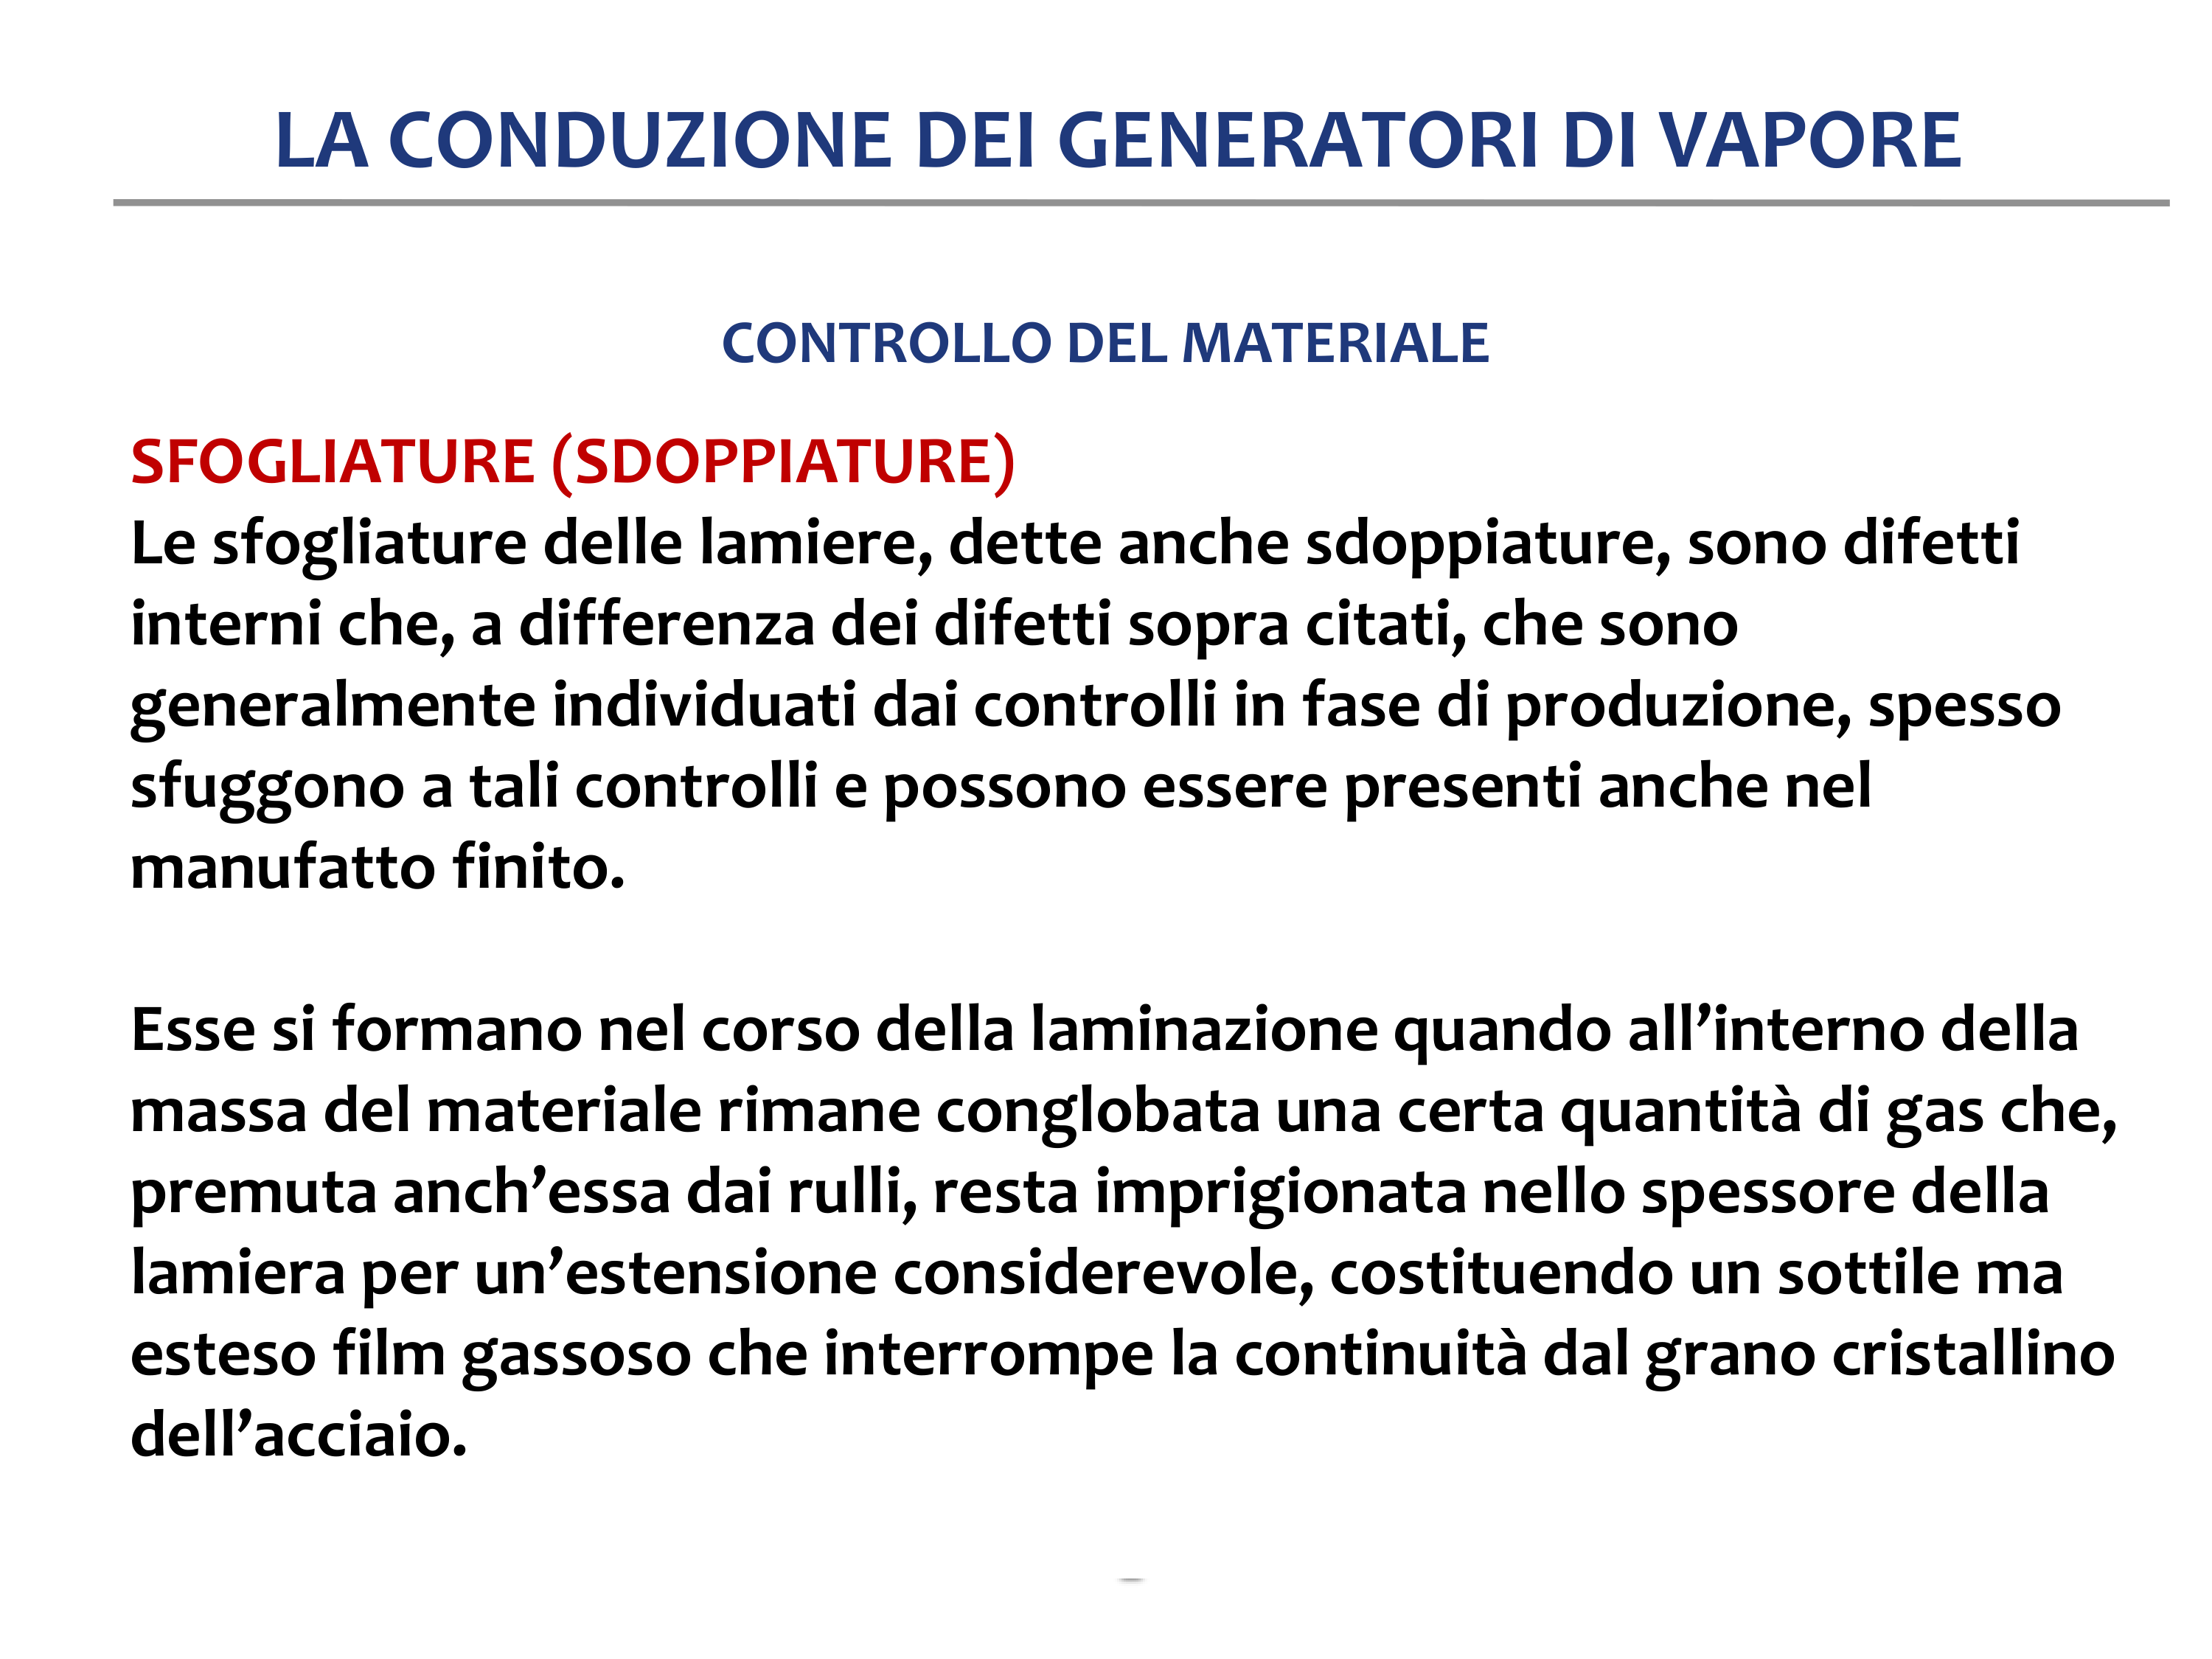 LA CONDUZIONE DEI GENERATORI DI VAPORE
CONTROLLO DEL MATERIALE
SFOGLIATURE (SDOPPIATURE)
Le sfogliature delle lamiere, dette anche sdoppiature, sono difetti
interni che, a differenza dei difetti sopra citati, che sono
generalmente individuati dai controlli in fase di produzione, spesso
sfuggono a tali controlli e possono essere presenti anche nel
manufatto finito.
Esse si formano nel corso della laminazione quando all’interno della
massa del materiale rimane conglobata una certa quantità di gas che,
premuta anch’essa dai rulli, resta imprigionata nello spessore della
lamiera per un’estensione considerevole, costituendo un sottile ma
esteso film gassoso che interrompe la continuità dal grano cristallino
dell’acciaio.